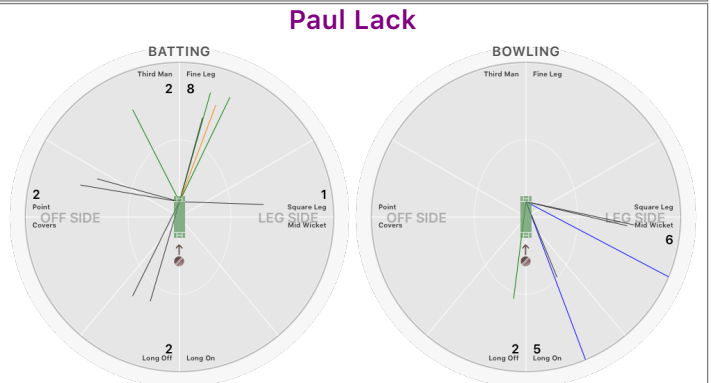 Paul Lack
BATTING
Third Man Fine Leg
2 8
2 1
Point Square Leg
OFF SIDE LEG SIDE
Covers Mid Wicket
2
Long Off Long On
BOWLING
Third Man Fine Leg
Point Square Leg
OFF SIDE LEG SIDE
Covers Mid Wicket
6
2 5
Long Off Long On